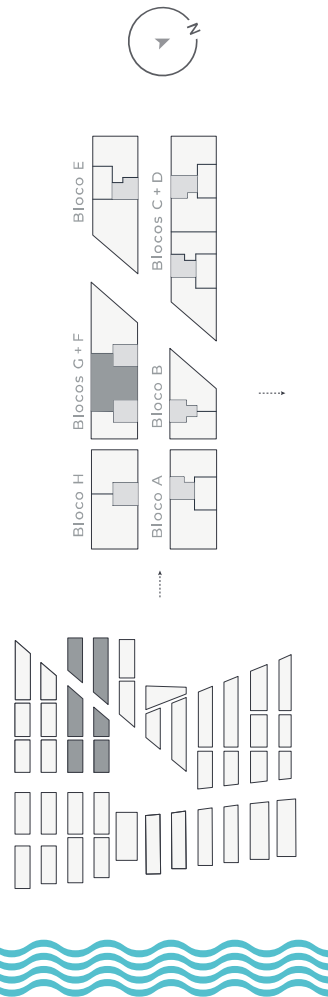 N
Bloco E
Blocos C + D
Blocos G + F
Bloco B
Bloco H
Bloco A